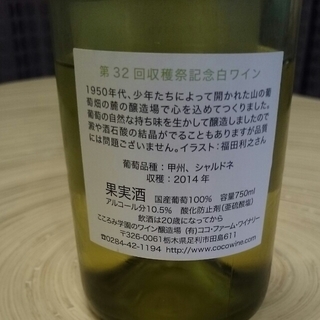 第32回収穫祭記念白ワイン
1950年代、少年たちによって開かれた山の葡
萄畑の麓の醸造場で心を込めてつくりました。
葡萄の自然な持ち味を生かして醸造しましたので
澱や酒石酸の結晶がでることもありますが品質
には問題ございません。イラスト：福田利之さん
葡萄品種：甲州、シャルドネ
収穫：2014年
果実酒 国産葡萄100% 容量750ml
アルコール分10.5% 酸化防止剤（亜硫酸塩）
飲酒は20歳になってから
こころみ学園のワイン醸造場 （有）ココ・ファーム・ワイナリー
〒326-0061 栃木県足利市田島町611
0284-42-1194 http://www.cocowine.com